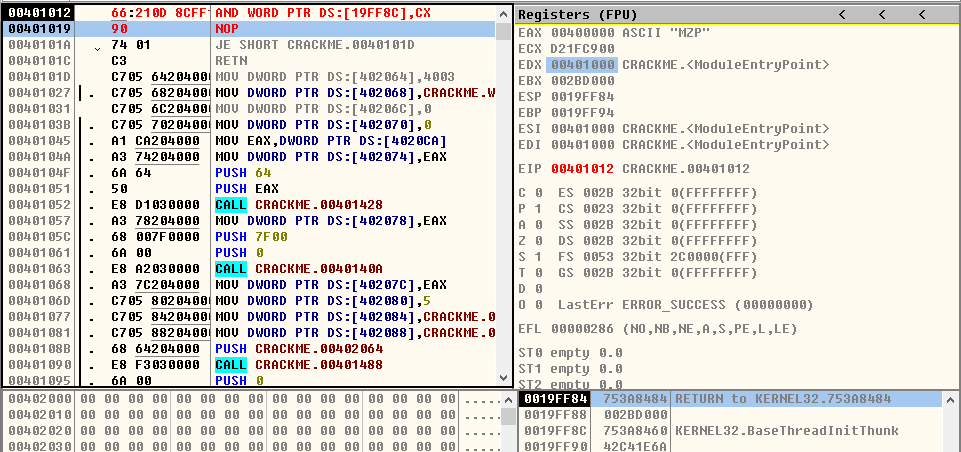 00401012 66:210D 8CFF AND WORD PTR DS:[19FF8C],CX
00401019 90 NOP
0040101A 74 01 JE SHORT CRACKME.0040101D
0040101C C3 RETN
0040101D C705 64204000 MOV DWORD PTR DS:[402064],4003
00401027 . C705 68204000 MOV DWORD PTR DS:[402068],CRACKME.W
00401031 C705 6C204000 MOV DWORD PTR DS:[40206C],0
0040103B . C705 70204000 MOV DWORD PTR DS:[402070],0
00401045 . A1 CA204000 MOV EAX,DWORD PTR DS:[4020CA]
0040104A . A3 74204000 MOV DWORD PTR DS:[402074],EAX
0040104F . 6A 64 PUSH 64
00401051 . 50 PUSH EAX
00401052 . E8 D1030000 CALL CRACKME.00401428
00401057 . A3 78204000 MOV DWORD PTR DS:[402078],EAX
0040105C . 68 007F0000 PUSH 7F00
00401061 . 6A 00 PUSH 0
00401063 . E8 A2030000 CALL CRACKME.0040140A
00401068 . A3 7C204000 MOV DWORD PTR DS:[40207C],EAX
0040106D . C705 80204000 MOV DWORD PTR DS:[402080],5
00401077 . C705 84204000 MOV DWORD PTR DS:[402084],CRACKME.0
00401081 . C705 88204000 MOV DWORD PTR DS:[402088],CRACKME.0
0040108B . 68 64204000 PUSH CRACKME.00402064
00401090 . E8 F3030000 CALL CRACKME.00401488
00401095 . 6A 00 PUSH 0
Registers (FPU) < < <
EAX 00400000 ASCII "MZP"
ECX D21FC900
EDX 00401000 CRACKME.<ModuleEntryPoint>
EBX 002BD000
ESP 0019FF84
EBP 0019FF94
ESI 00401000 CRACKME.<ModuleEntryPoint>
EDI 00401000 CRACKME.<ModuleEntryPoint>
EIP 00401012 CRACKME.00401012
C 0 ES 002B 32bit 0(FFFFFFFF)
P 1 CS 0023 32bit 0(FFFFFFFF)
A 0 SS 002B 32bit 0(FFFFFFFF)
Z 0 DS 002B 32bit 0(FFFFFFFF)
S 1 FS 0053 32bit 2C0000(FFF)
T 0 GS 002B 32bit 0(FFFFFFFF)
D 0
O 0 LastErr ERROR_SUCCESS (00000000)
EFL 00000286 (NO,NB,NE,A,S,PE,L,LE)
ST0 empty 0.0
ST1 empty 0.0
ST2 empty 0.0
00402000 00 00 00 00 00 00 00 00 00 00 00 00 00 00 00 00 .....
00402010 00 00 00 00 00 00 00 00 00 00 00 00 00 00 00 00 .....
00402020 00 00 00 00 00 00 00 00 00 00 00 00 00 00 00 00 .....
00402030 00 00 00 00 00 00 00 00 00 00 00 00 00 00 00 00 .....
0019FF84 753A8484 RETURN to KERNEL32.753A8484
0019FF88 002BD000
0019FF8C 753A8460 KERNEL32.BaseThreadInitThunk
0019FF90 42C41E6A